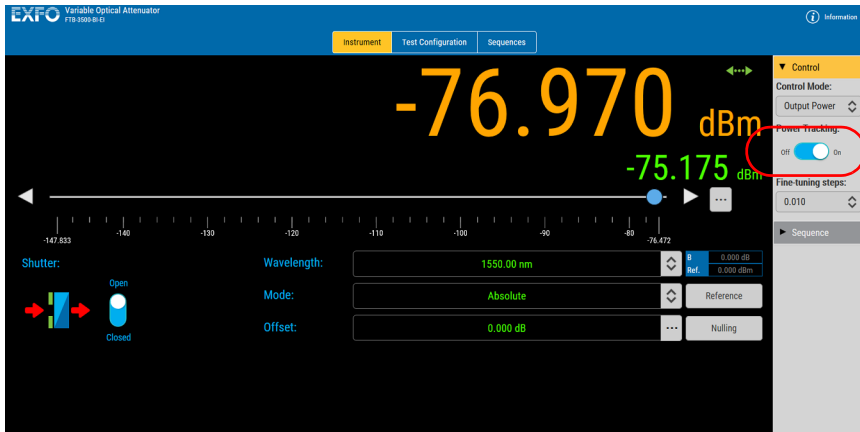 EXFO Variable Optical Attenuator
FTB-3500-BI-EI
Information
Instrument
Test Configuration
Sequences
-76.970 dBm
-75.175 dBm
...
-147.833
-140
-130
-120
-110
-100
-90
-80
-76.472
Control
Control Mode:
Output Power
Power Tracking:
Off
On
Fine-tuning steps:
0.010
Sequence
Shutter:
Open
Closed
Wavelength:
1550.00 nm
B 0.000 dB
Ref. 0.000 dBm
Mode:
Absolute
Reference
Offset:
0.000 dB
...
Nulling